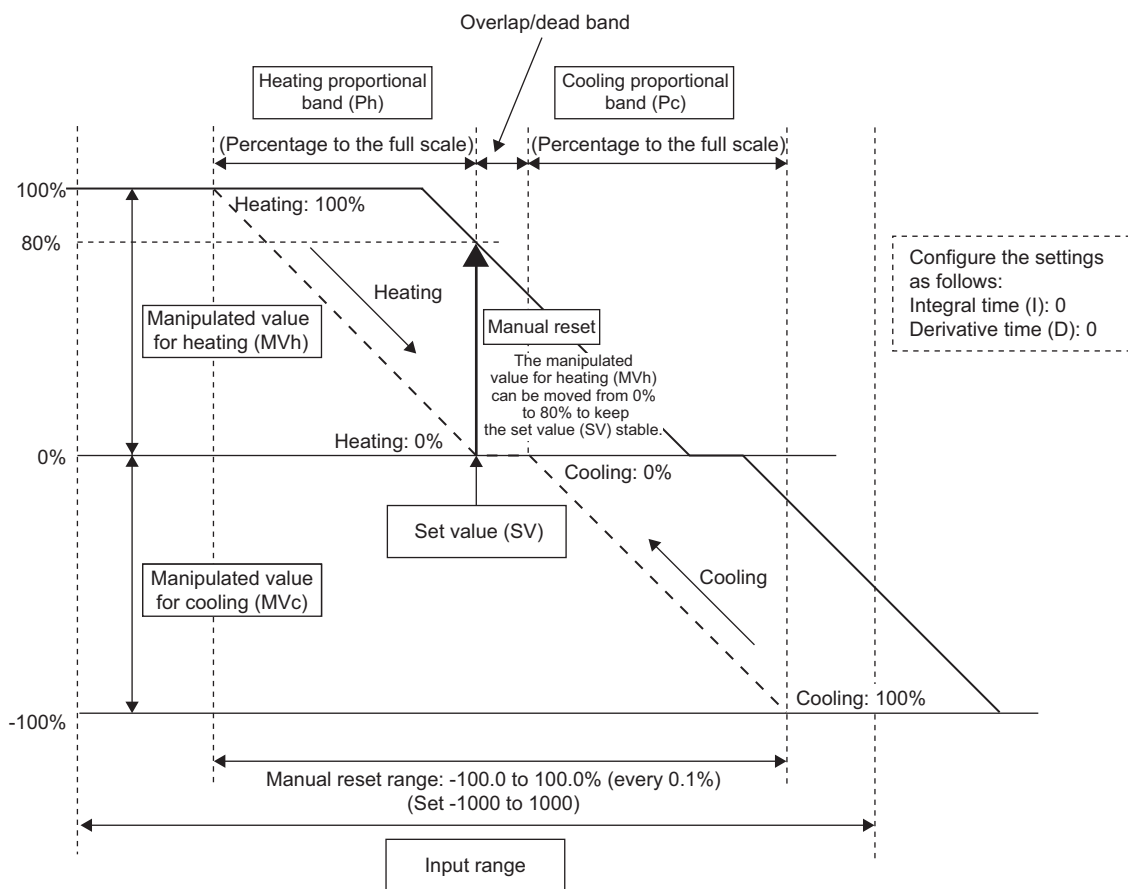 Overlap/dead band
Heating proportional
band (Ph)
Cooling proportional
band (Pc)
(Percentage to the full scale)
(Percentage to the full scale)
100%
Heating: 100%
80%
Configure the settings
as follows:
Integral time (I): 0
Derivative time (D): 0
Heating
Manipulated value
for heating (MVh)
Manual reset
The manipulated
value for heating (MVh)
can be moved from 0%
to 80% to keep
the set value (SV) stable.
Heating: 0%
0%
Cooling: 0%
Set value (SV)
Manipulated value
for cooling (MVc)
Cooling
Cooling: 100%
-100%
Manual reset range: -100.0 to 100.0% (every 0.1%)
(Set -1000 to 1000)
Input range